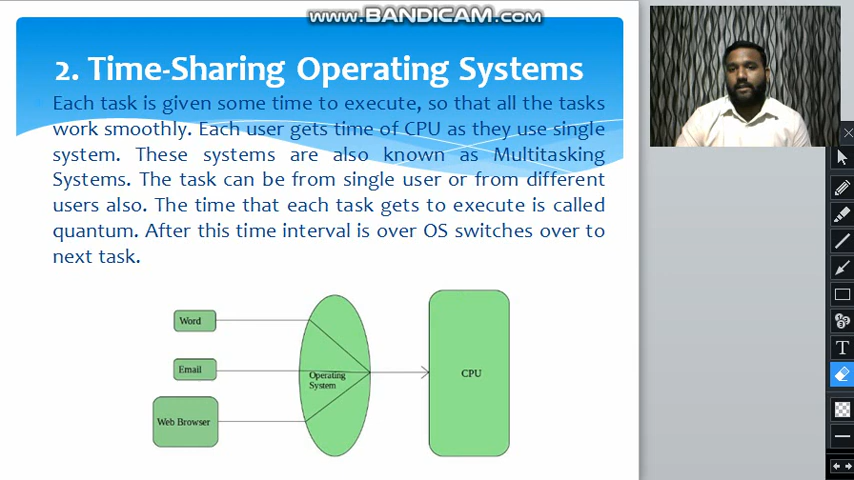 www.BANDICAM.com
2. Time-Sharing Operating Systems
Each task is given some time to execute, so that all the tasks
work smoothly. Each user gets time of CPU as they use single
system. These systems are also known as Multitasking
Systems. The task can be from single user or from different
users also. The time that each task gets to execute is called
quantum. After this time interval is over OS switches over to
next task.
Word
Email
Operating
System
CPU
Web Browser
T